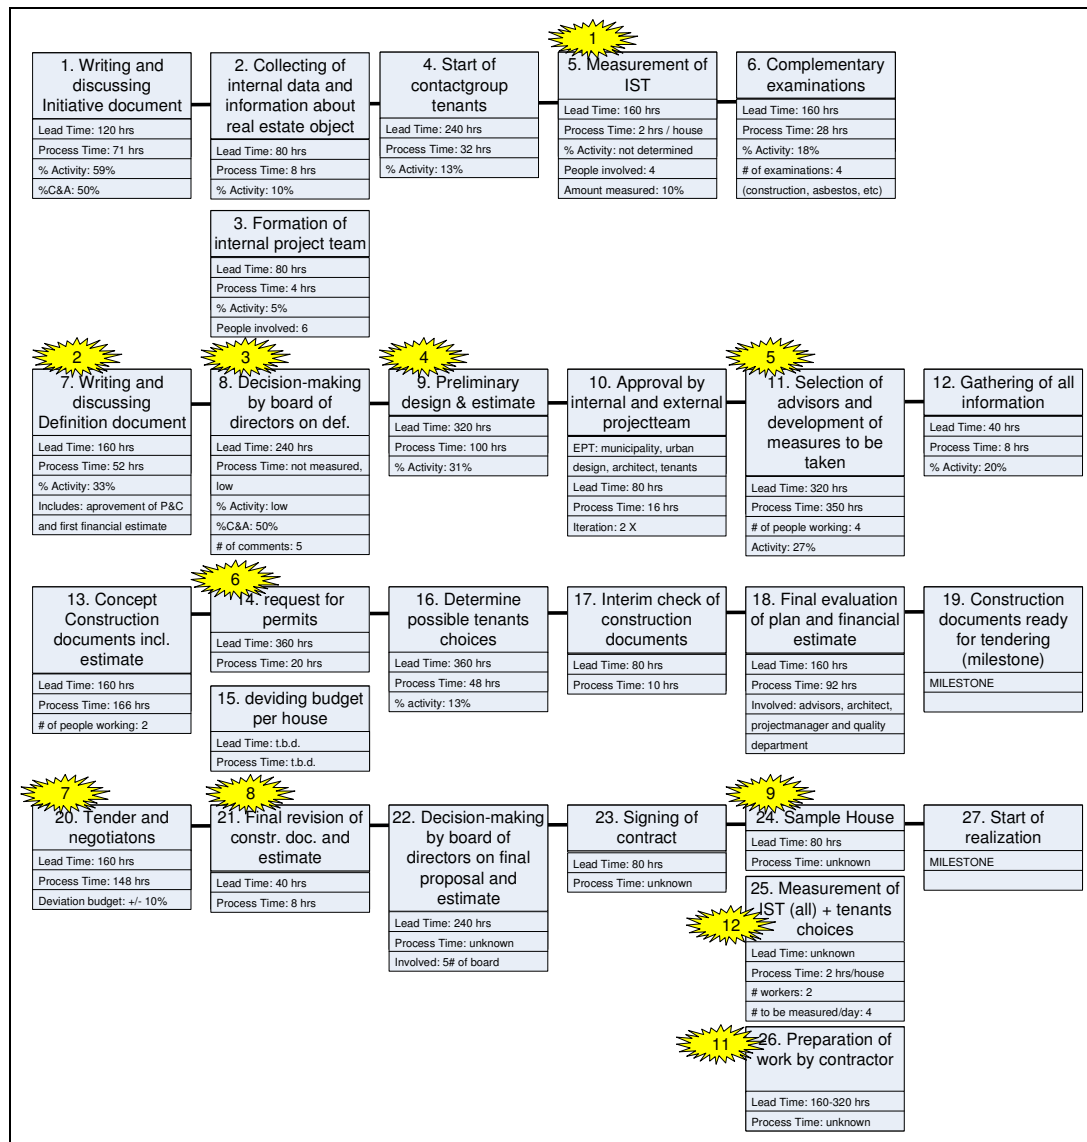 1
1. Writing and
discussing
Initiative document
Lead Time: 120 hrs
Process Time: 71 hrs
% Activity: 59%
%C&A: 50%
2. Collecting of
internal data and
information about
real estate object
Lead Time: 80 hrs
Process Time: 8 hrs
% Activity: 10%
3. Formation of
internal project team
Lead Time: 80 hrs
Process Time: 4 hrs
% Activity: 5%
People involved: 6
4. Start of
contactgroup
tenants
Lead Time: 240 hrs
Process Time: 32 hrs
% Activity: 13%
5. Measurement of
IST
Lead Time: 160 hrs
Process Time: 2 hrs / house
% Activity: not determined
People involved: 4
Amount measured: 10%
6. Complementary
examinations
Lead Time: 160 hrs
Process Time: 28 hrs
% Activity: 18%
# of examinations: 4
(construction, asbestos, etc)
2
7. Writing and
discussing
Definition document
Lead Time: 160 hrs
Process Time: 52 hrs
% Activity: 33%
Includes: aprovement of P&C
and first financial estimate
3
8. Decision-making
by board of
directors on def.
Lead Time: 240 hrs
Process Time: not measured,
low
% Activity: low
%C&A: 50%
# of comments: 5
4
9. Preliminary
design & estimate
Lead Time: 320 hrs
Process Time: 100 hrs
% Activity: 31%
10. Approval by
internal and external
projectteam
EPT: municipality, urban
design, architect, tenants
Lead Time: 80 hrs
Process Time: 16 hrs
Iteration: 2 X
5
11. Selection of
advisors and
development of
measures to be
taken
Lead Time: 320 hrs
Process Time: 350 hrs
# of people working: 4
Activity: 27%
12. Gathering of all
information
Lead Time: 40 hrs
Process Time: 8 hrs
% Activity: 20%
13. Concept
Construction
documents incl.
estimate
Lead Time: 160 hrs
Process Time: 166 hrs
# of people working: 2
6
14. request for
permits
Lead Time: 360 hrs
Process Time: 20 hrs
15. deviding budget
per house
Lead Time: t.b.d.
Process Time: t.b.d.
16. Determine
possible tenants
choices
Lead Time: 360 hrs
Process Time: 48 hrs
% activity: 13%
17. Interim check of
construction
documents
Lead Time: 80 hrs
Process Time: 10 hrs
18. Final evaluation
of plan and financial
estimate
Lead Time: 160 hrs
Process Time: 92 hrs
Involved: advisors, architect,
projectmanager and quality
department
19. Construction
documents ready
for tendering
(milestone)
MILESTONE
7
20. Tender and
negotiatons
Lead Time: 160 hrs
Process Time: 148 hrs
Deviation budget: +/- 10%
8
21. Final revision of
constr. doc. and
estimate
Lead Time: 40 hrs
Process Time: 8 hrs
22. Decision-making
by board of
directors on final
proposal and
estimate
Lead Time: 240 hrs
Process Time: unknown
Involved: 5# of board
23. Signing of
contract
Lead Time: 80 hrs
Process Time: unknown
9
24. Sample House
Lead Time: 80 hrs
Process Time: unknown
12
25. Measurement of
IST (all) + tenants
choices
Lead Time: unknown
Process Time: 2 hrs/house
# workers: 2
# to be measured/day: 4
11
26. Preparation of
work by contractor
Lead Time: 160-320 hrs
Process Time: unknown
27. Start of
realization
MILESTONE